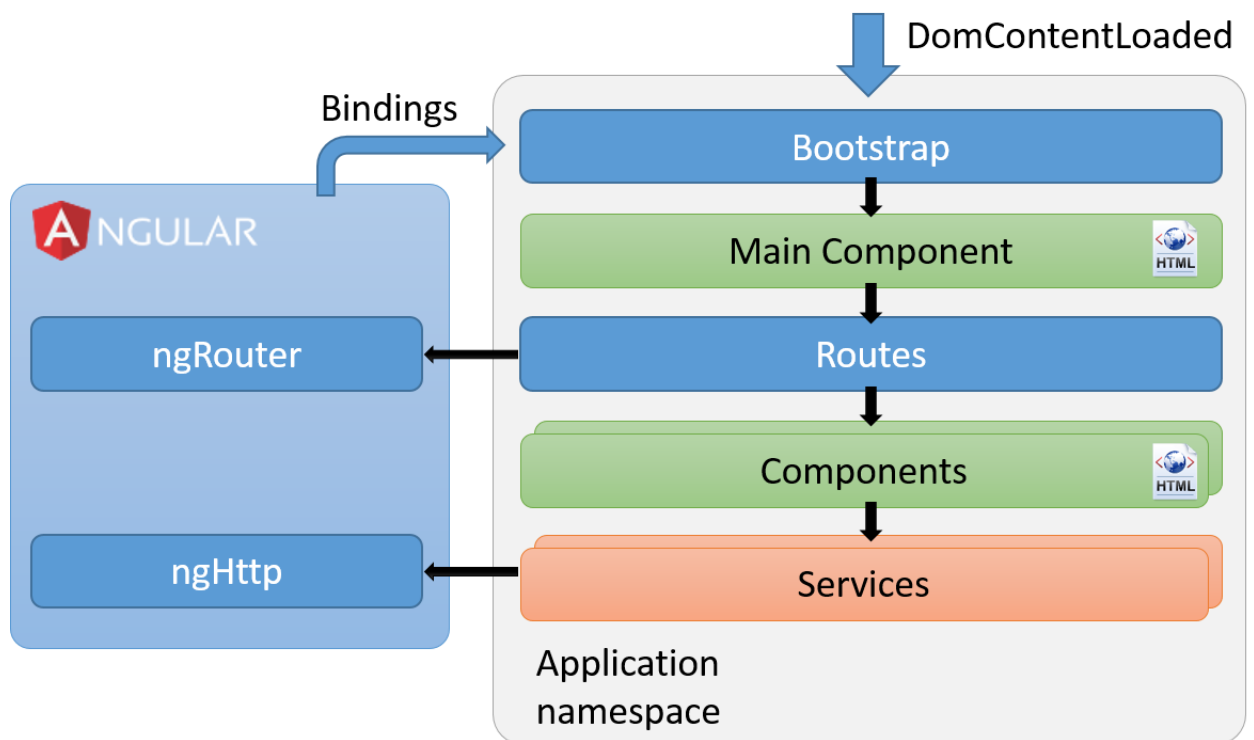 DomContentLoaded
Bindings
Bootstrap
ANGULAR
Main Component
HTML
ngRouter
Routes
Components
HTML
ngHttp
Services
Application
namespace